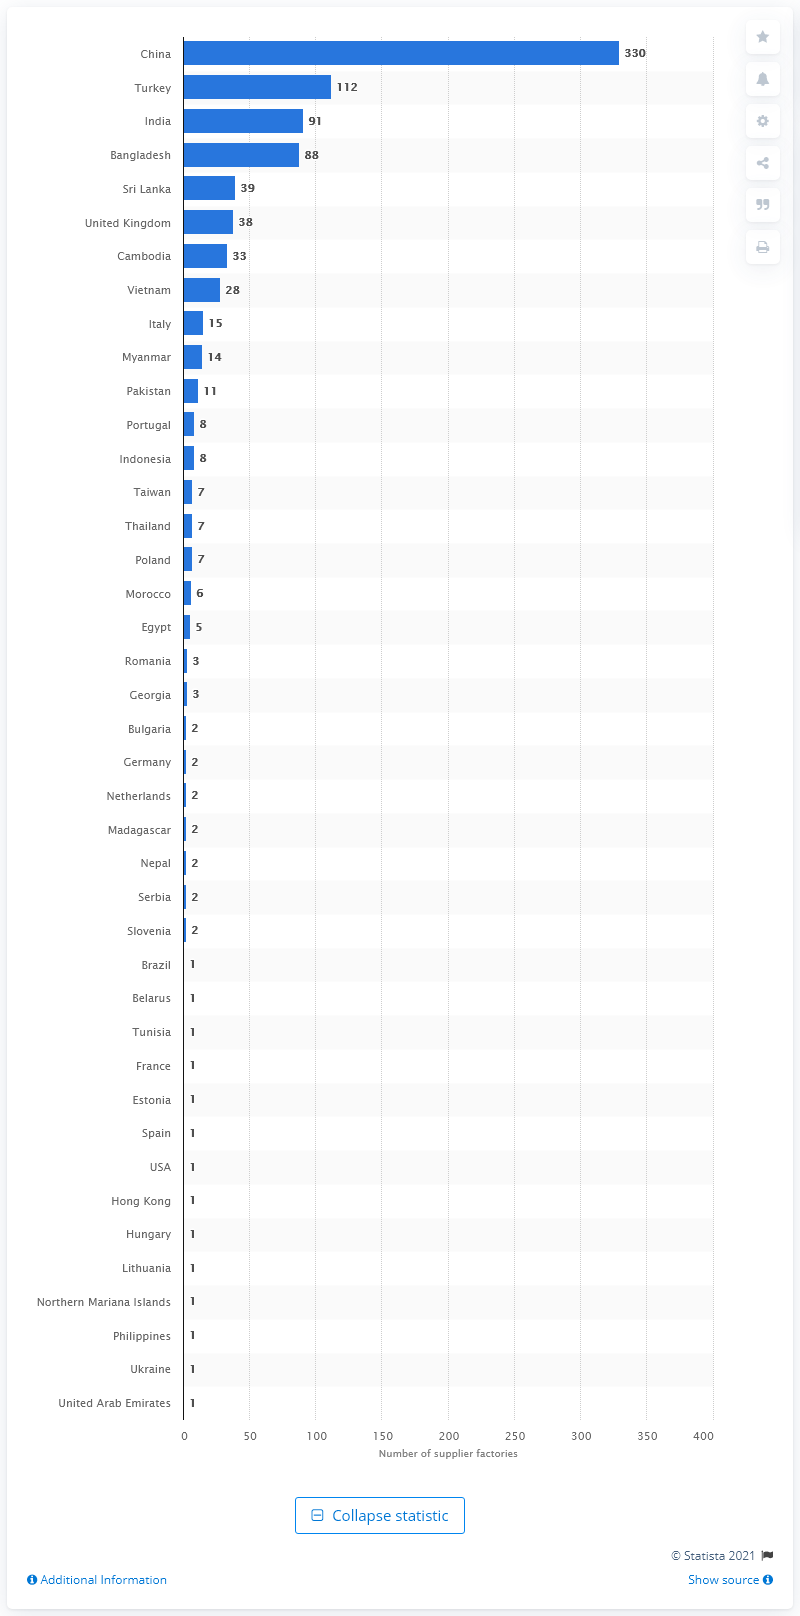 China 330
Turkey 112
India 91
Bangladesh 88
Sri Lanka 39
United Kingdom 38
Cambodia 33
Vietnam 28
Italy 15
Myanmar 14
Pakistan 11
Portugal 8
Indonesia 8
Taiwan 7
Thailand 7
Poland 7
Morocco 6
Egypt 5
Romania 3
Georgia 3
Bulgaria 2
Germany 2
Netherlands 2
Madagascar 2
Nepal 2
Serbia 2
Slovenia 2
Brazil 1
Belarus 1
Tunisia 1
France 1
Estonia 1
Spain 1
USA 1
Hong Kong 1
Hungary 1
Lithuania 1
Northern Mariana Islands 1
Philippines 1
Ukraine 1
United Arab Emirates 1
0 50 100 150 200 250 300 350 400
Number of supplier factories
Collapse statistic
© Statista 2021
Additional Information Show source